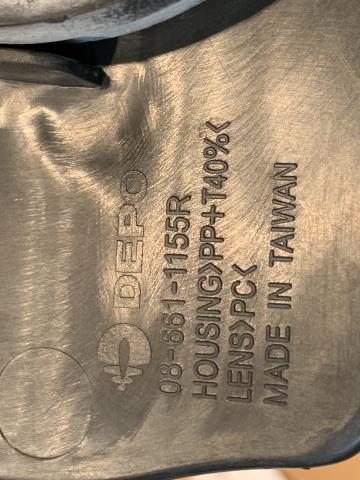 DEPO
08-661-1155R
HOUSING>PP+T40%<
LENS>PC<
MADE IN TAIWAN